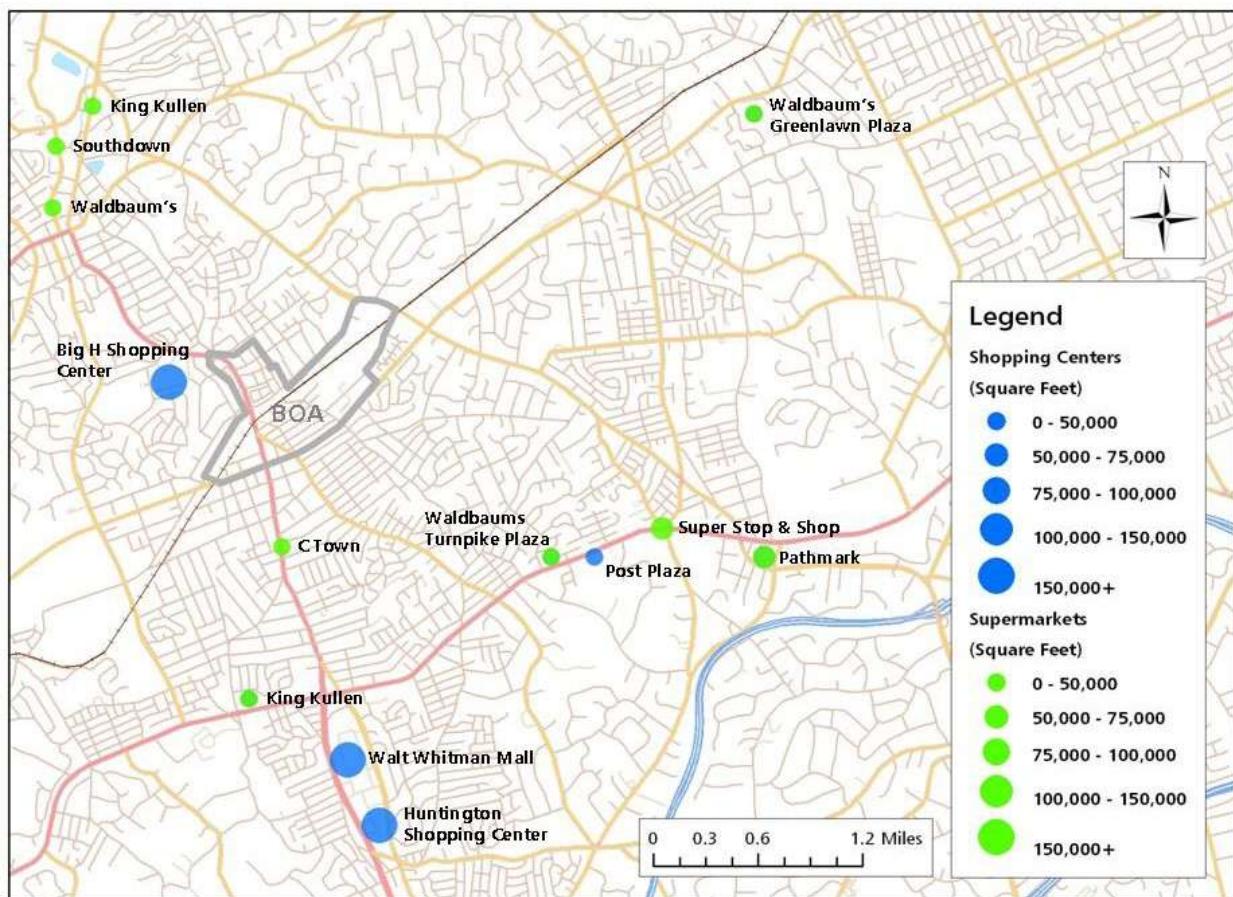 King Kullen
Southdown
Waldbaum's
Waldbaum's
Greenlawn Plaza
N
Big H Shopping
Center
BOA
Waldbaums
Turnpike Plaza
Super Stop & Shop
CTown
Post Plaza
Pathmark
King Kullen
Walt Whitman Mall
Huntington
Shopping Center
0 0.3 0.6 1.2 Miles
Legend
Shopping Centers
(Square Feet)
0 - 50,000
50,000 - 75,000
75,000 - 100,000
100,000 - 150,000
150,000+
Supermarkets
(Square Feet)
0 - 50,000
50,000 - 75,000
75,000 - 100,000
100,000 - 150,000
150,000+